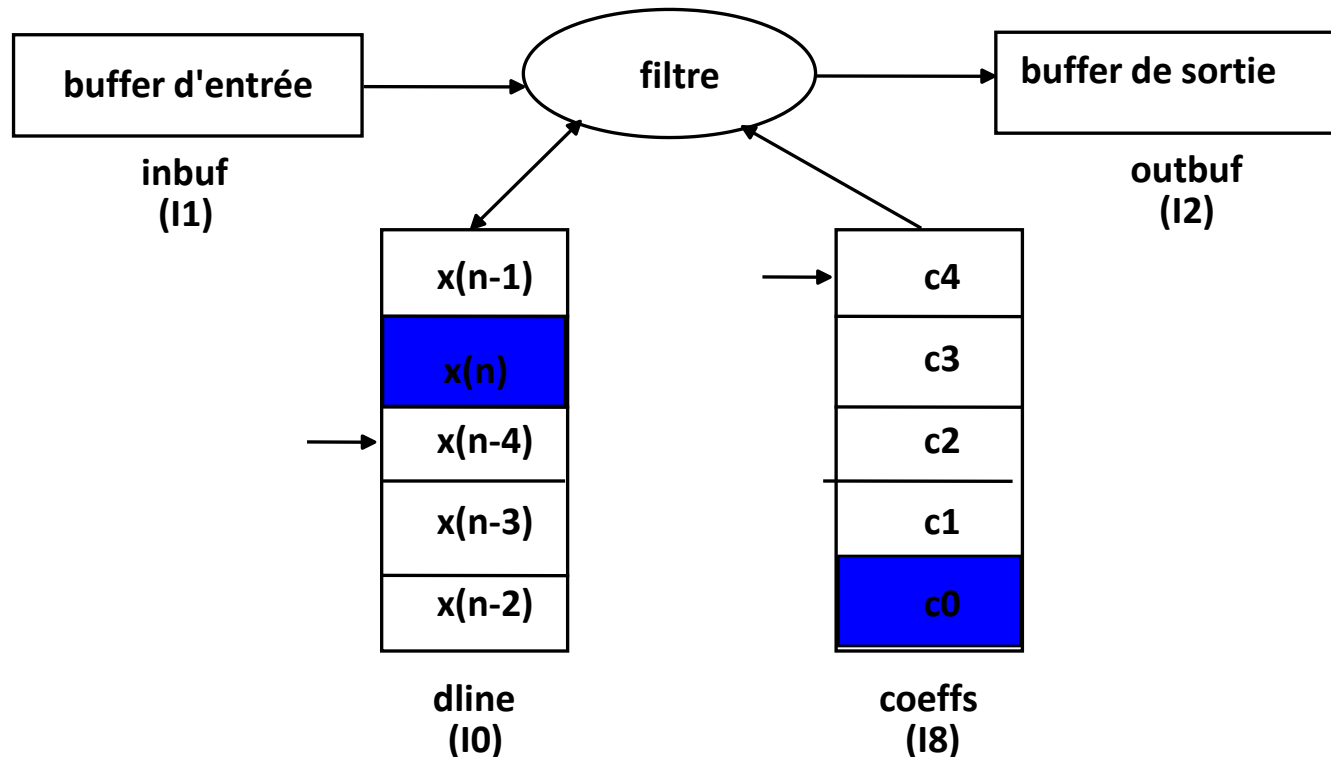 buffer d'entrée
filtre
buffer de sortie
inbuf
(I1)
outbuf
(I2)
x(n-1)
x(n)
x(n-4)
x(n-3)
x(n-2)
dline
(I0)
c4
c3
c2
c1
c0
coeffs
(I8)